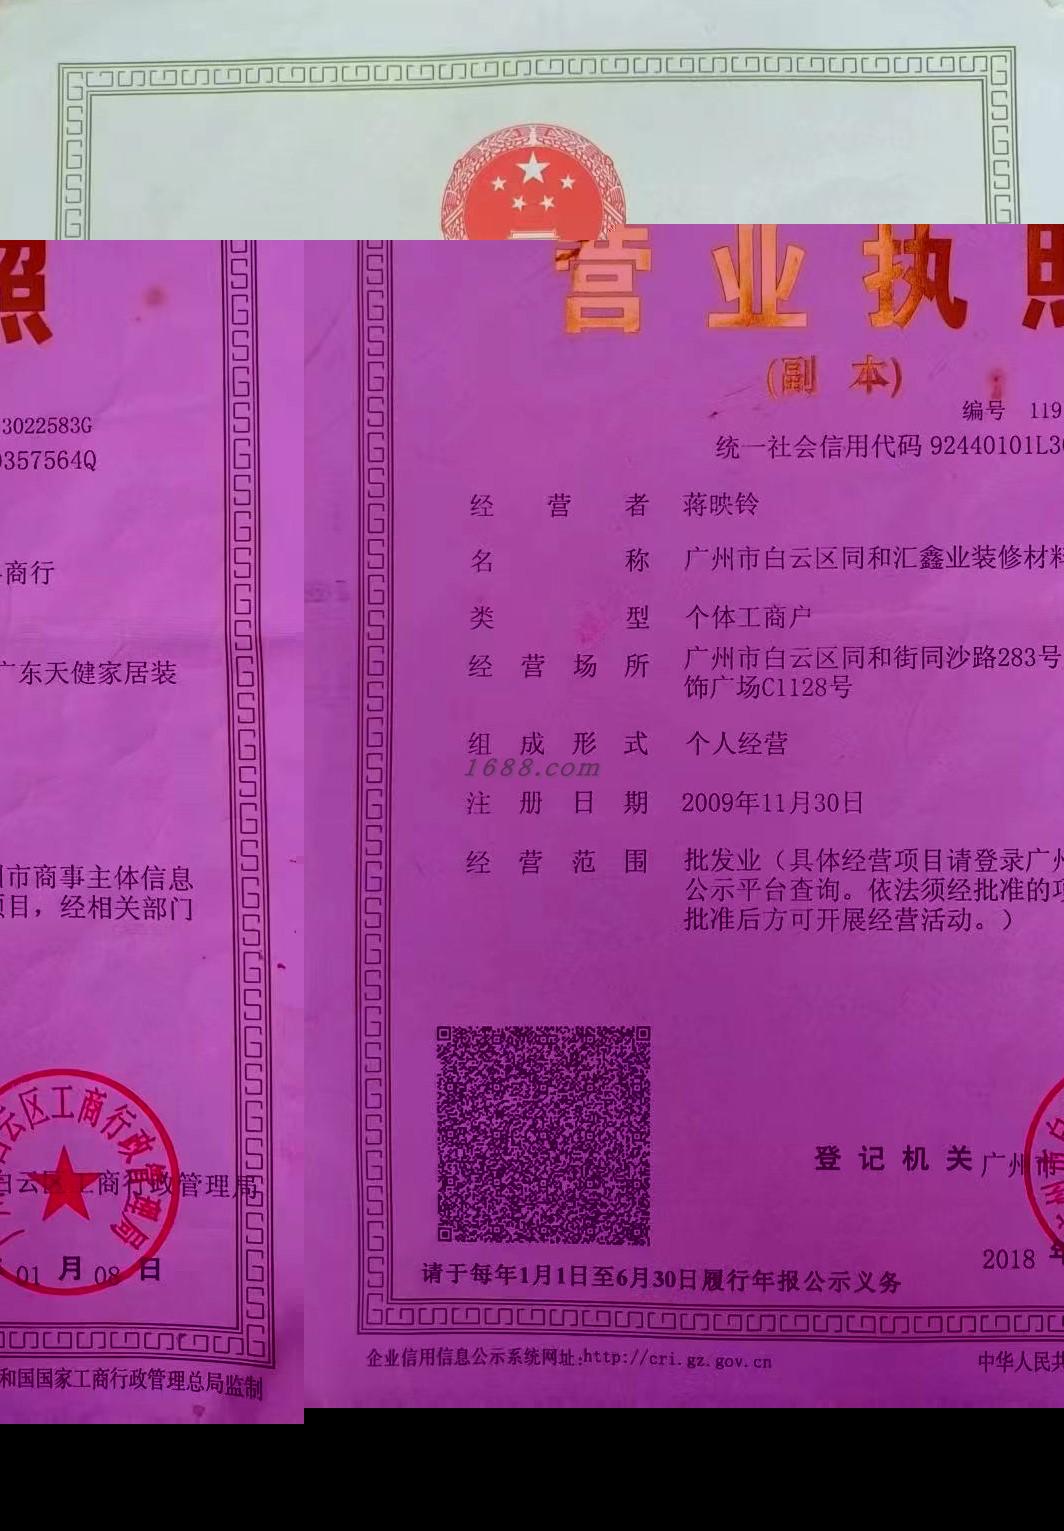 营业执照
(副 本)
编号 119
3022583G
统一社会信用代码 92440101L3
357564Q
经营者 蒋映铃
名称 广州市白云区同和汇鑫业装修材料
商行
类型 个体工商户
经营场所 广州市白云区同和街同沙路283号
广东天健家居装
饰广场C1128号
组成形式 个人经营
1688.com
注册日期 2009年11月30日
经营范围 批发业（具体经营项目请登录广州
市商事主体信息
公示平台查询。依法须经批准的项
目，经相关部门
批准后方可开展经营活动。）
登记机关 广州市
白云区工商行政管理局
白云区工商行政管理局
2018 年
01 月 08 日
请于每年1月1日至6月30日履行年报公示义务
企业信用信息公示系统网址:http://cri.gz.gov.cn
中华人民共
和国国家工商行政管理总局监制